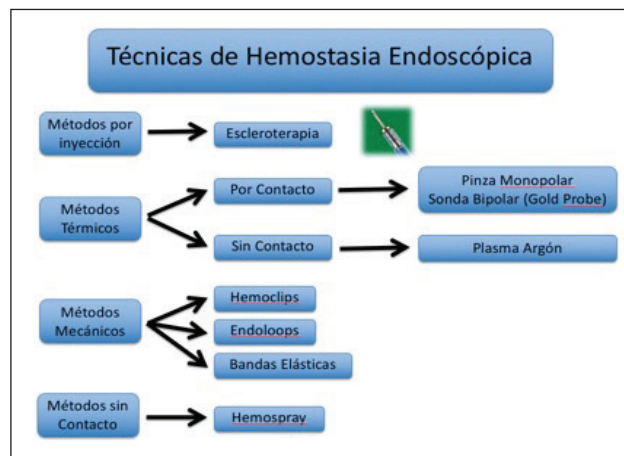 Técnicas de Hemostasia Endoscópica
Métodos por
inyección
Escleroterapia
Métodos
Térmicos
Por Contacto
Pinza Monopolar
Sonda Bipolar (Gold Probe)
Sin Contacto
Plasma Argón
Métodos
Mecánicos
Hemoclips
Endoloops
Bandas Elásticas
Métodos sin
Contacto
Hemospray